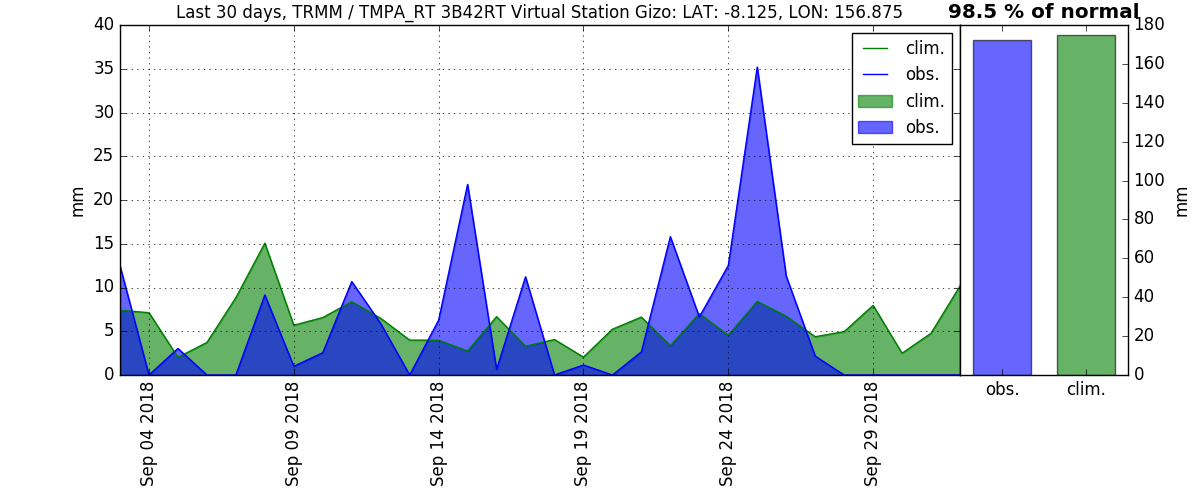 Last 30 days, TRMM / TMPA_RT 3B42RT Virtual Station Gizo: LAT: -8.125, LON: 156.875
98.5 % of normal
40
35
30
25
20
15
10
5
0
mm
clim.
obs.
clim.
obs.
Sep 04 2018
Sep 09 2018
Sep 14 2018
Sep 19 2018
Sep 24 2018
Sep 29 2018
180
160
140
120
100
80
60
40
20
0
mm
obs.
clim.